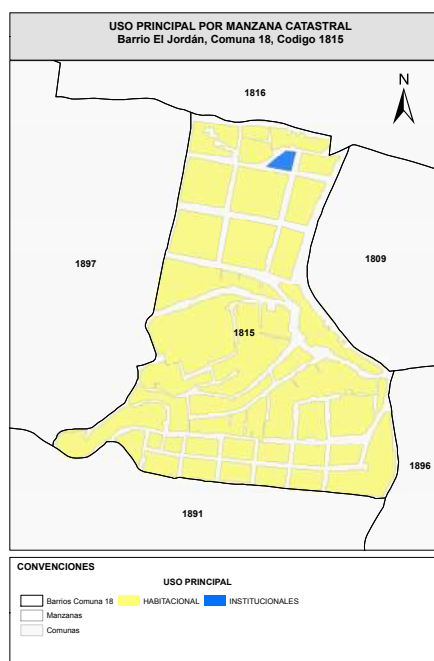 USO PRINCIPAL POR MANZANA CATASTRAL
Barrio El Jordán, Comuna 18, Codigo 1815
1816
N
1897
1809
1815
1896
1891
CONVENCIONES
USO PRINCIPAL
Barrios Comuna 18 HABITACIONAL INSTITUCIONALES
Manzanas
Comunas